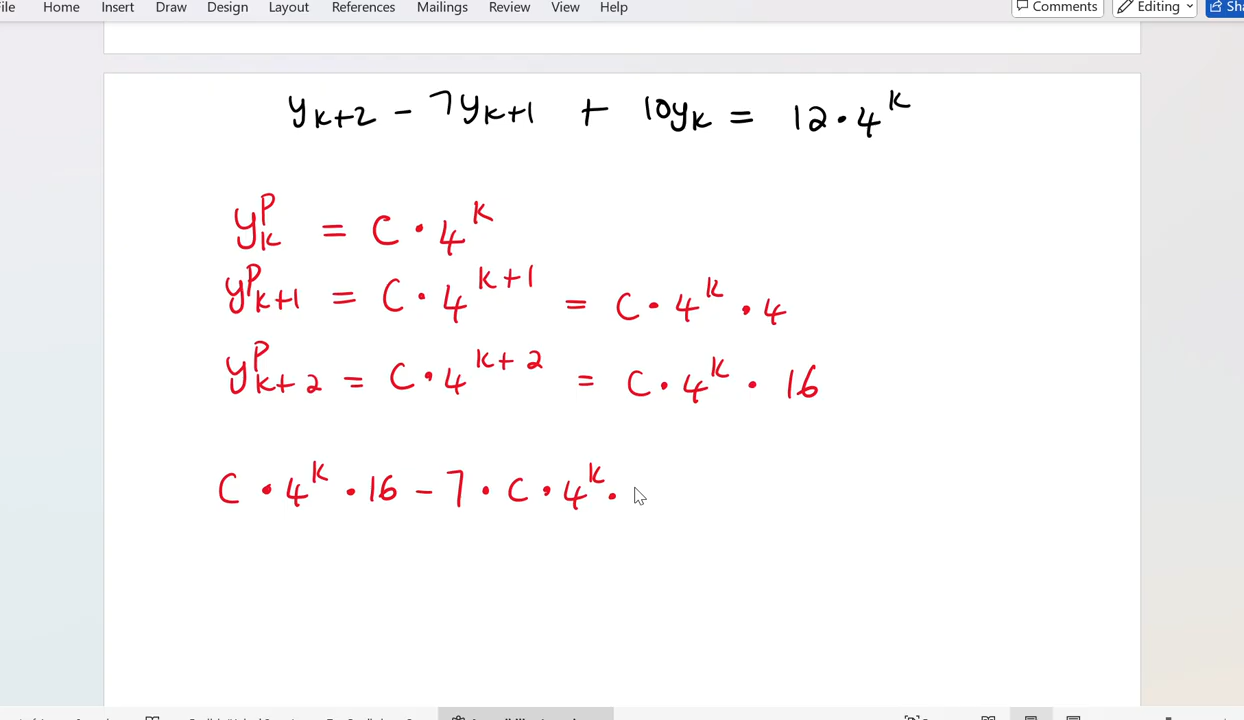 File Home Insert Draw Design Layout References Mailings Review View Help Comments Editing Sha
y_{k+2} - 7y_{k+1} + 10y_k = 12 · 4^k
y^P_k = C · 4^k
y^P_{k+1} = C · 4^{k+1} = C · 4^k · 4
y^P_{k+2} = C · 4^{k+2} = C · 4^k · 16
C · 4^k · 16 - 7 · C · 4^k ·